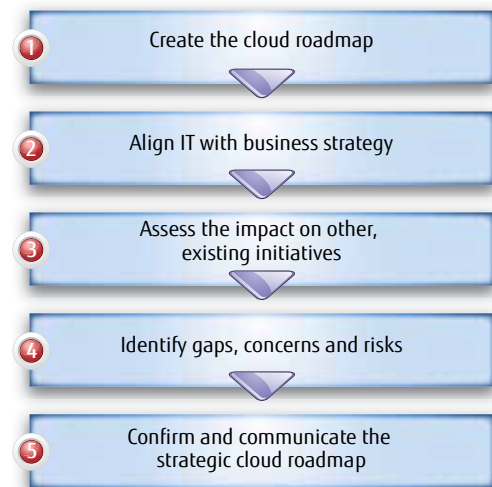 1
Create the cloud roadmap
2
Align IT with business strategy
3
Assess the impact on other,
existing initiatives
4
Identify gaps, concerns and risks
5
Confirm and communicate the
strategic cloud roadmap